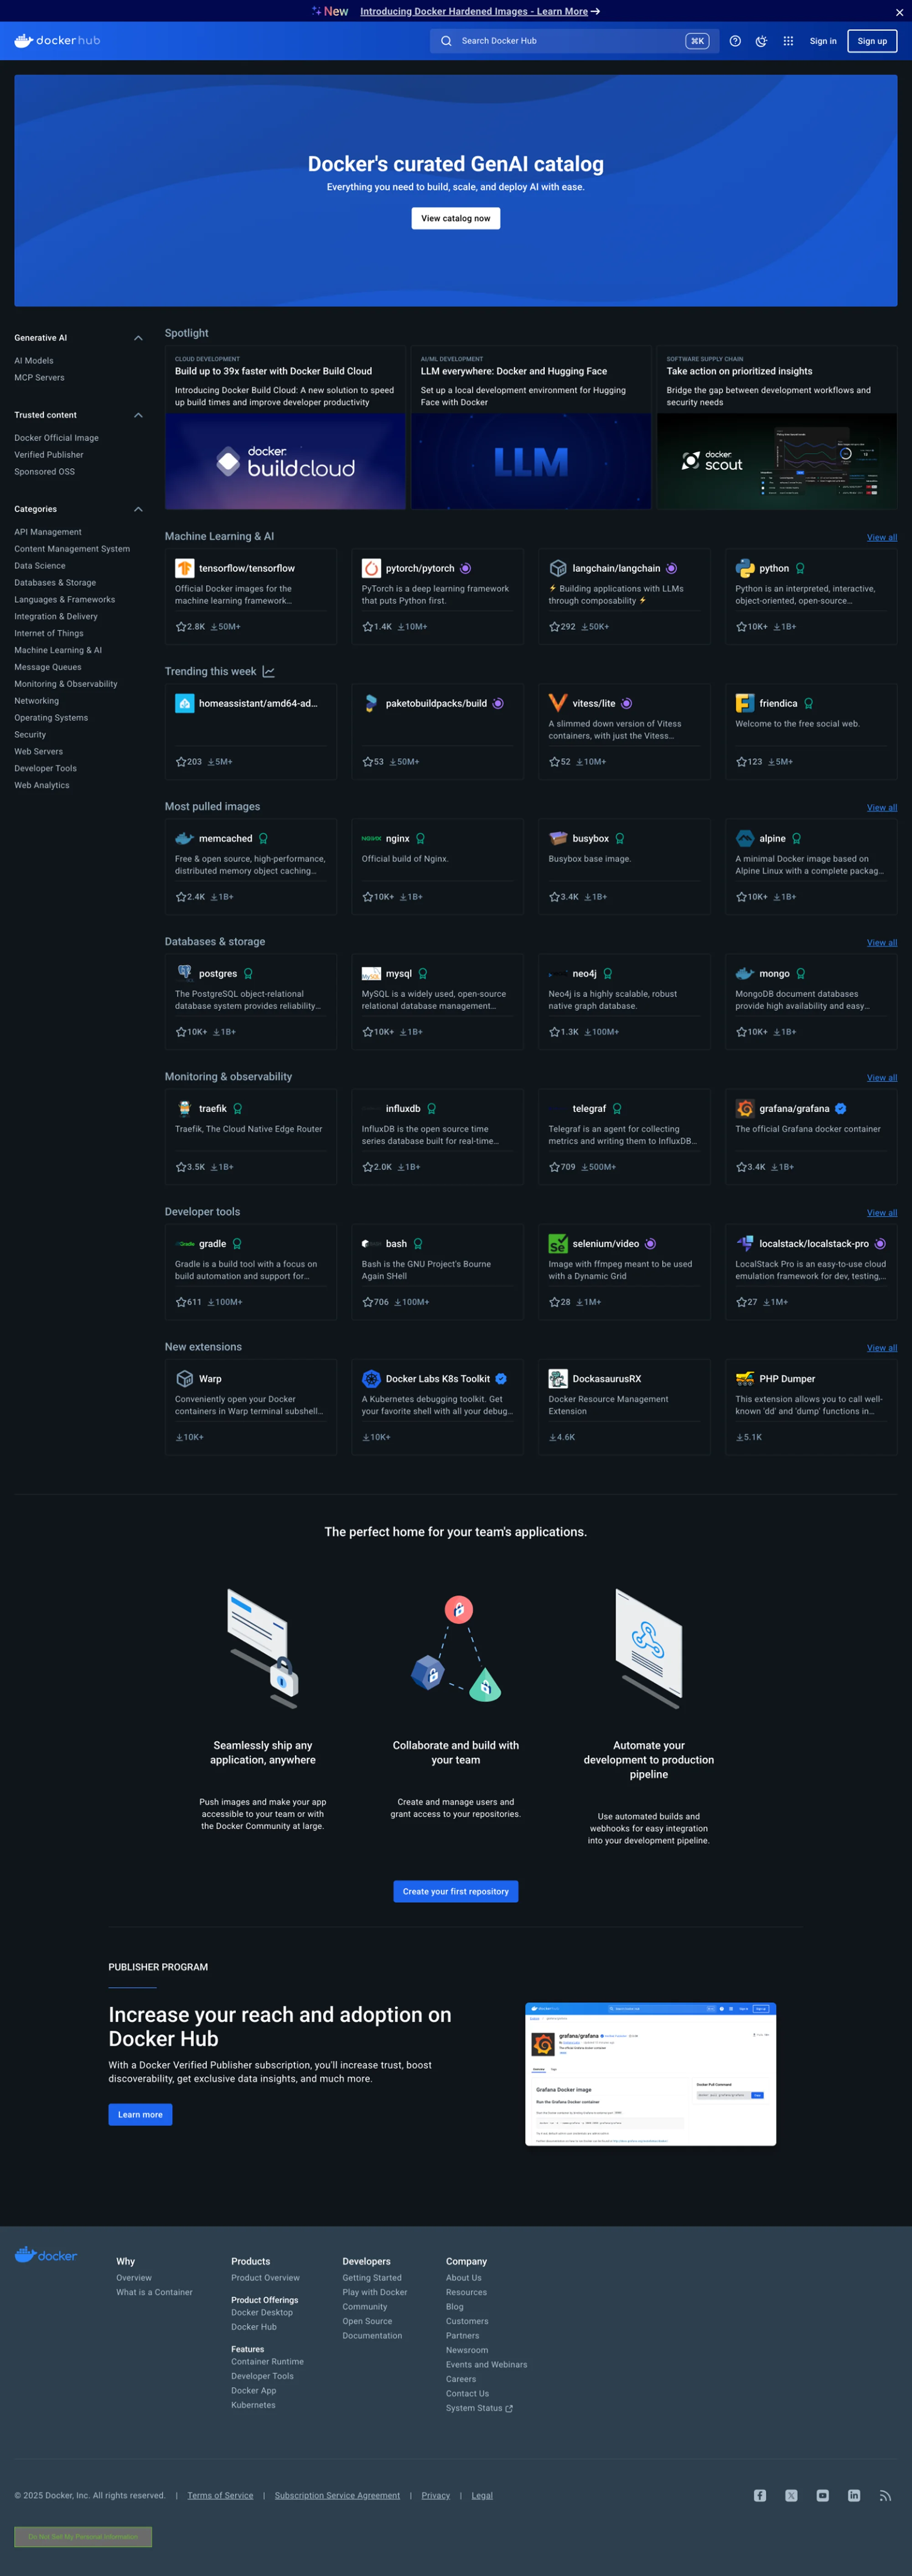 New Introducing Docker Hardened Images - Learn More
dockerhub
Search Docker Hub
⌘K
Sign in
Sign up
Docker's curated GenAI catalog
Everything you need to build, scale, and deploy AI with ease.
View catalog now
Generative AI
AI Models
MCP Servers
Trusted content
Docker Official Image
Verified Publisher
Sponsored OSS
Categories
API Management
Content Management System
Data Science
Databases & Storage
Languages & Frameworks
Integration & Delivery
Internet of Things
Machine Learning & AI
Message Queues
Monitoring & Observability
Networking
Operating Systems
Security
Web Servers
Developer Tools
Web Analytics
Spotlight
CLOUD DEVELOPMENT
Build up to 39x faster with Docker Build Cloud
Introducing Docker Build Cloud: A new solution to speed
up build times and improve developer productivity
docker
buildcloud
AI/ML DEVELOPMENT
LLM everywhere: Docker and Hugging Face
Set up a local development environment for Hugging
Face with Docker
LLM
SOFTWARE SUPPLY CHAIN
Take action on prioritized insights
Bridge the gap between development workflows and
security needs
docker
scout
Machine Learning & AI
View all
tensorflow/tensorflow
Official Docker images for the
machine learning framework...
2.8K 50M+
pytorch/pytorch
PyTorch is a deep learning framework
that puts Python first.
1.4K 10M+
langchain/langchain
⚡ Building applications with LLMs
through composability ⚡
292 50K+
python
Python is an interpreted, interactive,
object-oriented, open-source...
10K+ 1B+
Trending this week
homeassistant/amd64-ad...
203 5M+
paketobuildpacks/build
53 50M+
vitess/lite
A slimmed down version of Vitess
containers, with just the Vitess...
52 10M+
friendica
Welcome to the free social web.
123 5M+
Most pulled images
View all
memcached
Free & open source, high-performance,
distributed memory object caching...
2.4K 1B+
NGINX nginx
Official build of Nginx.
10K+ 1B+
busybox
Busybox base image.
3.4K 1B+
alpine
A minimal Docker image based on
Alpine Linux with a complete packag...
10K+ 1B+
Databases & storage
View all
postgres
The PostgreSQL object-relational
database system provides reliability...
10K+ 1B+
MySQL mysql
MySQL is a widely used, open-source
relational database management...
10K+ 1B+
neo4j
Neo4j is a highly scalable, robust
native graph database.
1.3K 100M+
mongo
MongoDB document databases
provide high availability and easy...
10K+ 1B+
Monitoring & observability
View all
traefik
Traefik, The Cloud Native Edge Router
3.5K 1B+
influxdb
InfluxDB is the open source time
series database built for real-time...
2.0K 1B+
telegraf
Telegraf is an agent for collecting
metrics and writing them to InfluxDB...
709 500M+
grafana/grafana
The official Grafana docker container
3.4K 1B+
Developer tools
View all
Gradle gradle
Gradle is a build tool with a focus on
build automation and support for...
611 100M+
bash
Bash is the GNU Project's Bourne
Again SHell
706 100M+
Se selenium/video
Image with ffmpeg meant to be used
with a Dynamic Grid
28 1M+
localstack/localstack-pro
LocalStack Pro is an easy-to-use cloud
emulation framework for dev, testing,...
27 1M+
New extensions
View all
Warp
Conveniently open your Docker
containers in Warp terminal subshell...
10K+
Docker Labs K8s Toolkit
A Kubernetes debugging toolkit. Get
your favorite shell with all your debug...
10K+
DockasaurusRX
Docker Resource Management
Extension
4.6K
PHP Dumper
This extension allows you to call well-
known 'dd' and 'dump' functions in...
5.1K
The perfect home for your team's applications.
Seamlessly ship any
application, anywhere
Push images and make your app
accessible to your team or with
the Docker Community at large.
Collaborate and build with
your team
Create and manage users and
grant access to your repositories.
Automate your
development to production
pipeline
Use automated builds and
webhooks for easy integration
into your development pipeline.
Create your first repository
PUBLISHER PROGRAM
Increase your reach and adoption on
Docker Hub
With a Docker Verified Publisher subscription, you'll increase trust, boost
discoverability, get exclusive data insights, and much more.
Learn more
grafana/grafana
Grafana Docker image
Run the Grafana Docker container
Docker Pull Command
docker
Why
Overview
What is a Container
Products
Product Overview
Product Offerings
Docker Desktop
Docker Hub
Features
Container Runtime
Developer Tools
Docker App
Kubernetes
Developers
Getting Started
Play with Docker
Community
Open Source
Documentation
Company
About Us
Resources
Blog
Customers
Partners
Newsroom
Events and Webinars
Careers
Contact Us
System Status
© 2025 Docker, Inc. All rights reserved. | Terms of Service | Subscription Service Agreement | Privacy | Legal
Do Not Sell My Personal Information